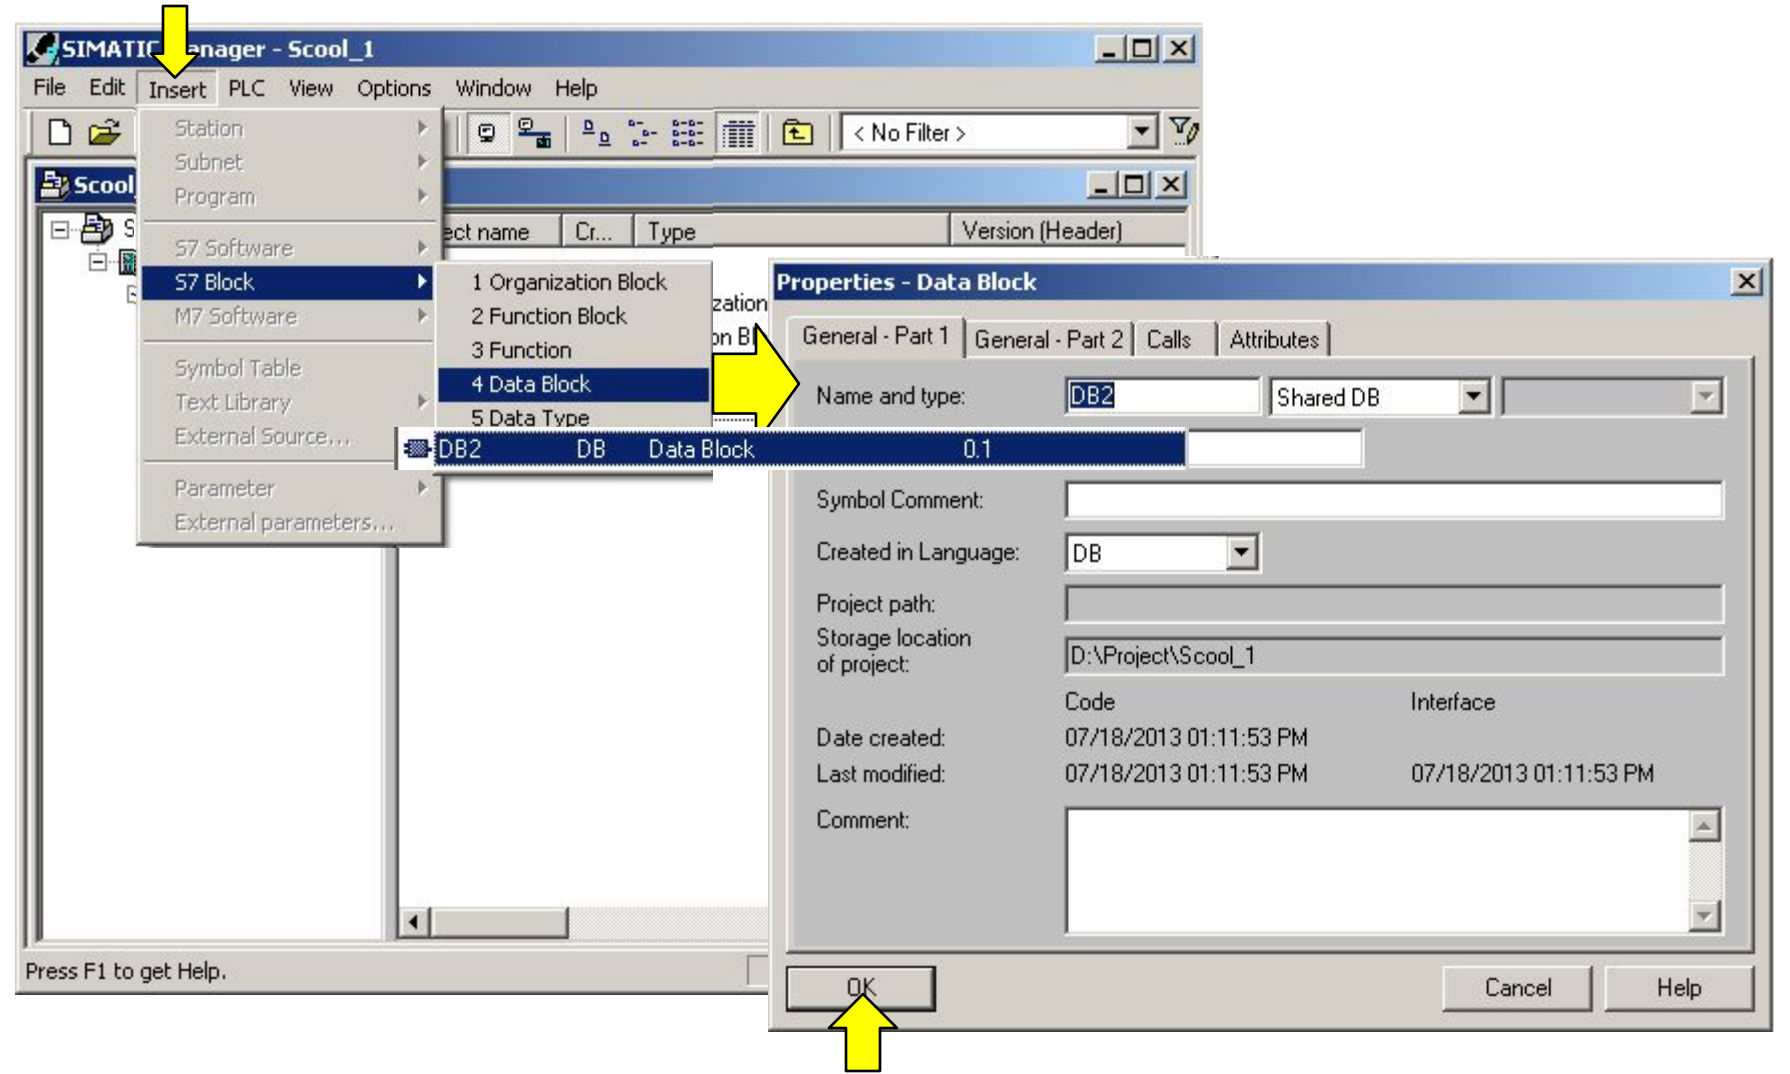 SIMATIC Manager - Scool_1
File Edit Insert PLC View Options Window Help
< No Filter >
Scool
S
ect name Cr... Type Version (Header)
Station
Subnet
Program
S7 Software
S7 Block
M7 Software
Symbol Table
Text Library
External Source...
Parameter
External parameters...
1 Organization Block
2 Function Block
3 Function
4 Data Block
5 Data Type
zation
on Bl
DB2 DB Data Block 0.1
Press F1 to get Help.
Properties - Data Block
General - Part 1 General - Part 2 Calls Attributes
Name and type: DB2 Shared DB
Symbol Comment:
Created in Language: DB
Project path:
Storage location
of project: D:\Project\Scool_1
Code Interface
Date created: 07/18/2013 01:11:53 PM
Last modified: 07/18/2013 01:11:53 PM 07/18/2013 01:11:53 PM
Comment:
OK Cancel Help